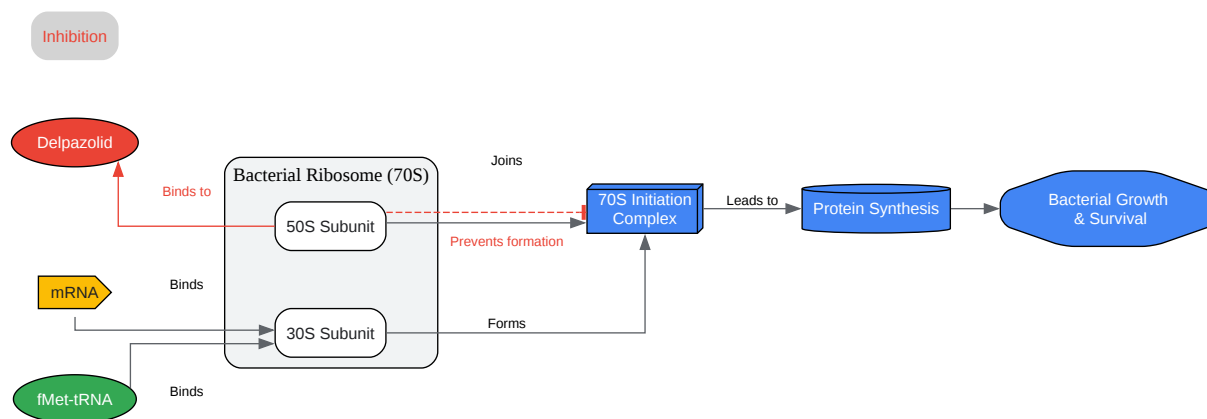 Inhibition
Delpazolid
Joins
Bacterial Ribosome (70S)
Binds to
50S Subunit
70S Initiation
Complex
Leads to
Protein Synthesis
Bacterial Growth
& Survival
Prevents formation
Binds
mRNA
30S Subunit
Forms
Binds
fMet-tRNA